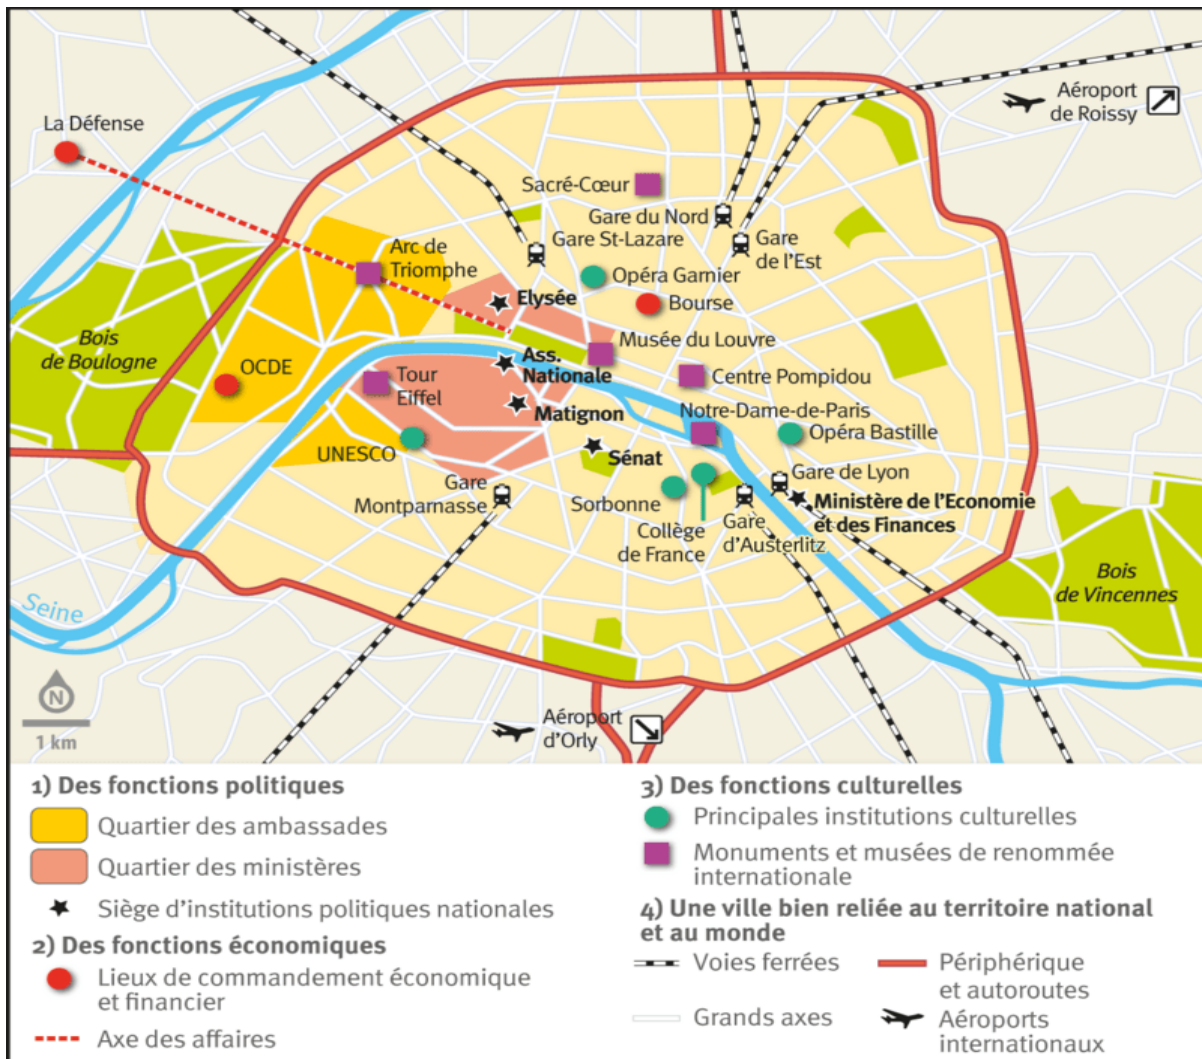 La Défense
Aéroport
de Roissy
Sacré-Cœur
Gare du Nord
Gare St-Lazare
Gare
de l'Est
Arc de
Triomphe
Opéra Garnier
Elysée
Bourse
Bois
de Boulogne
Musée du Louvre
OCDE
Ass.
Nationale
Tour
Eiffel
Centre Pompidou
Matignon
Notre-Dame-de-Paris
Opéra Bastille
UNESCO
Sénat
Gare
Montparnasse
Gare de Lyon
Sorbonne
Ministère de l'Economie
et des Finances
Collège
de France
Gare
d'Austerlitz
Bois
de Vincennes
Seine
N
1 km
Aéroport
d'Orly
1) Des fonctions politiques
Quartier des ambassades
Quartier des ministères
Siège d'institutions politiques nationales
2) Des fonctions économiques
Lieux de commandement économique
et financier
Axe des affaires
3) Des fonctions culturelles
Principales institutions culturelles
Monuments et musées de renommée
internationale
4) Une ville bien reliée au territoire national
et au monde
Voies ferrées
Périphérique
et autoroutes
Grands axes
Aéroports
internationaux